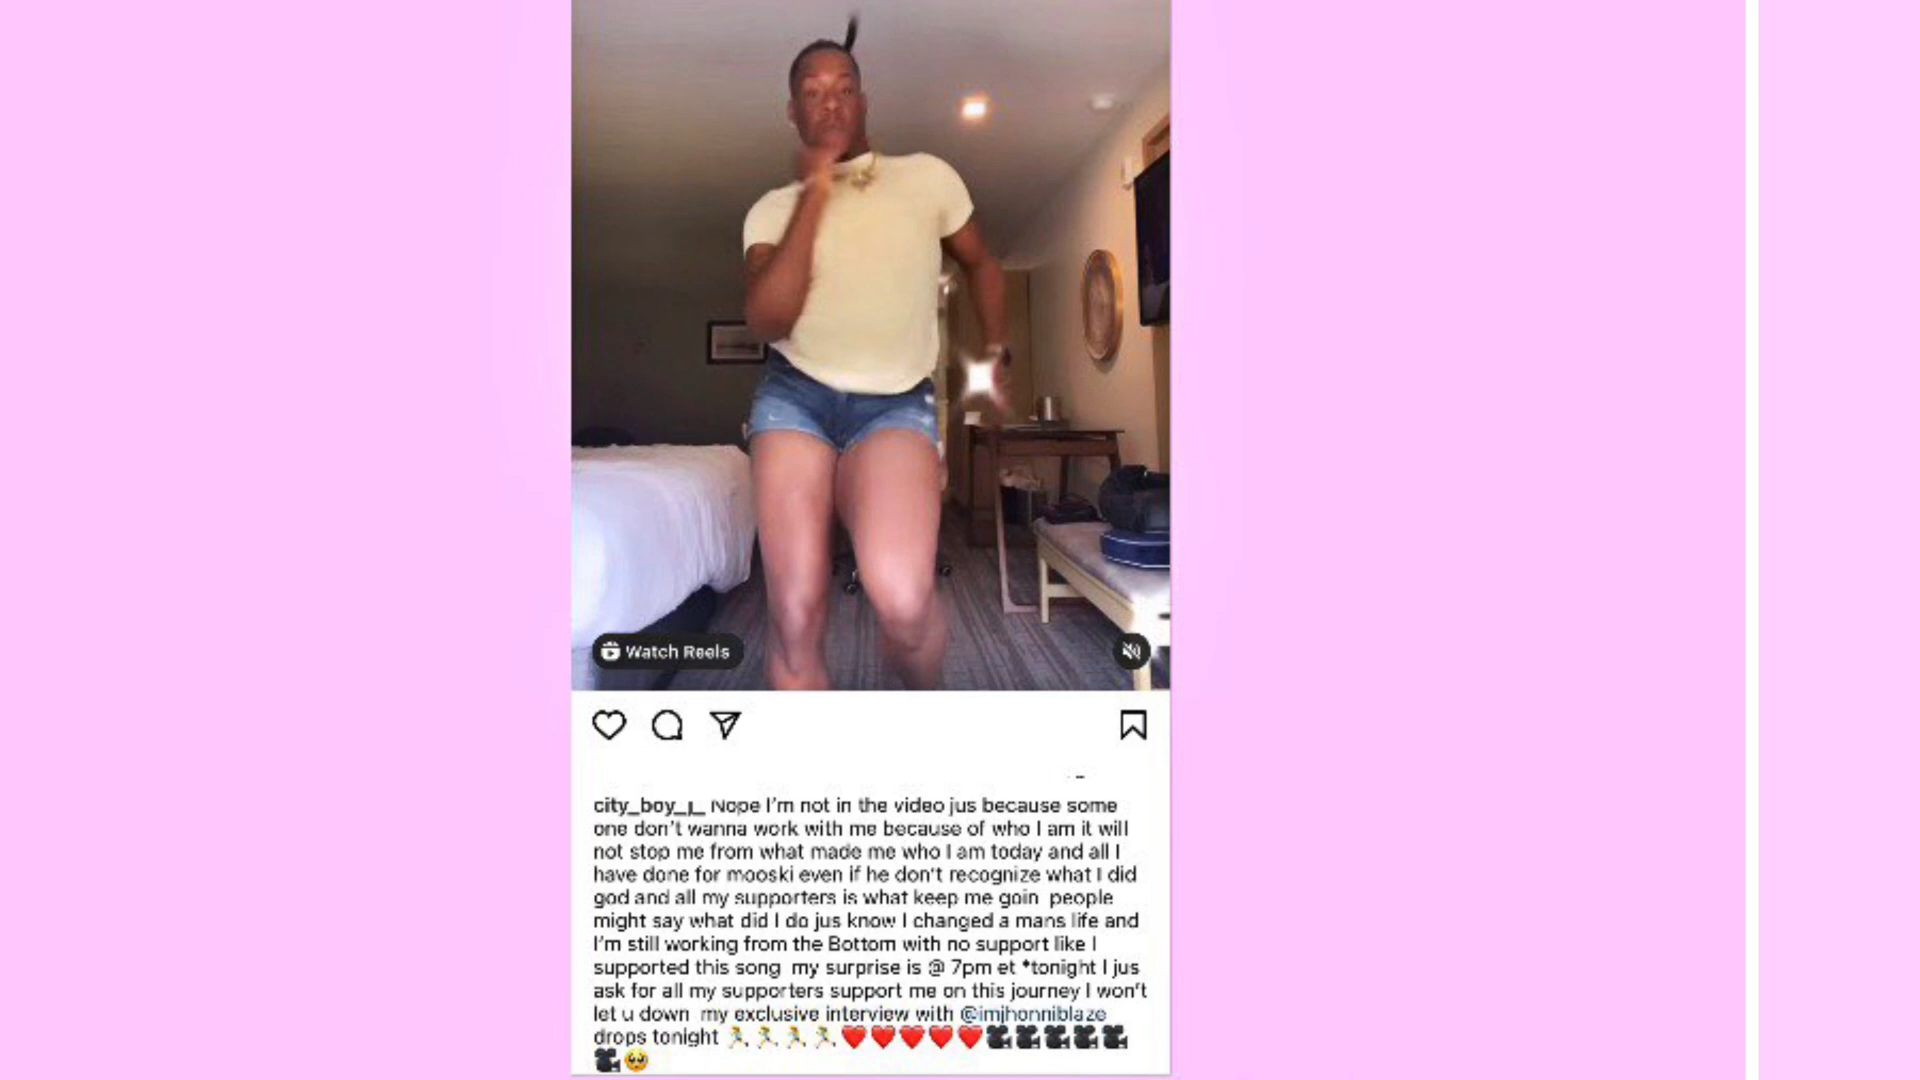 Watch Reels
city_boy_j_ Nope I'm not in the video jus because some
one don't wanna work with me because of who I am it will
not stop me from what made me who I am today and all I
have done for mooski even if he don't recognize what I did
god and all my supporters is what keep me goin people
might say what did I do jus know I changed a mans life and
I'm still working from the Bottom with no support like I
supported this song my surprise is @ 7pm et *tonight I jus
ask for all my supporters support me on this journey I won't
let u down my exclusive interview with @imjhonniblaze
drops tonight 🏃‍♂️🏃‍♂️🏃‍♂️🏃‍♂️❤️❤️❤️❤️❤️🎥🎥🎥🎥🎥
🎥🥺